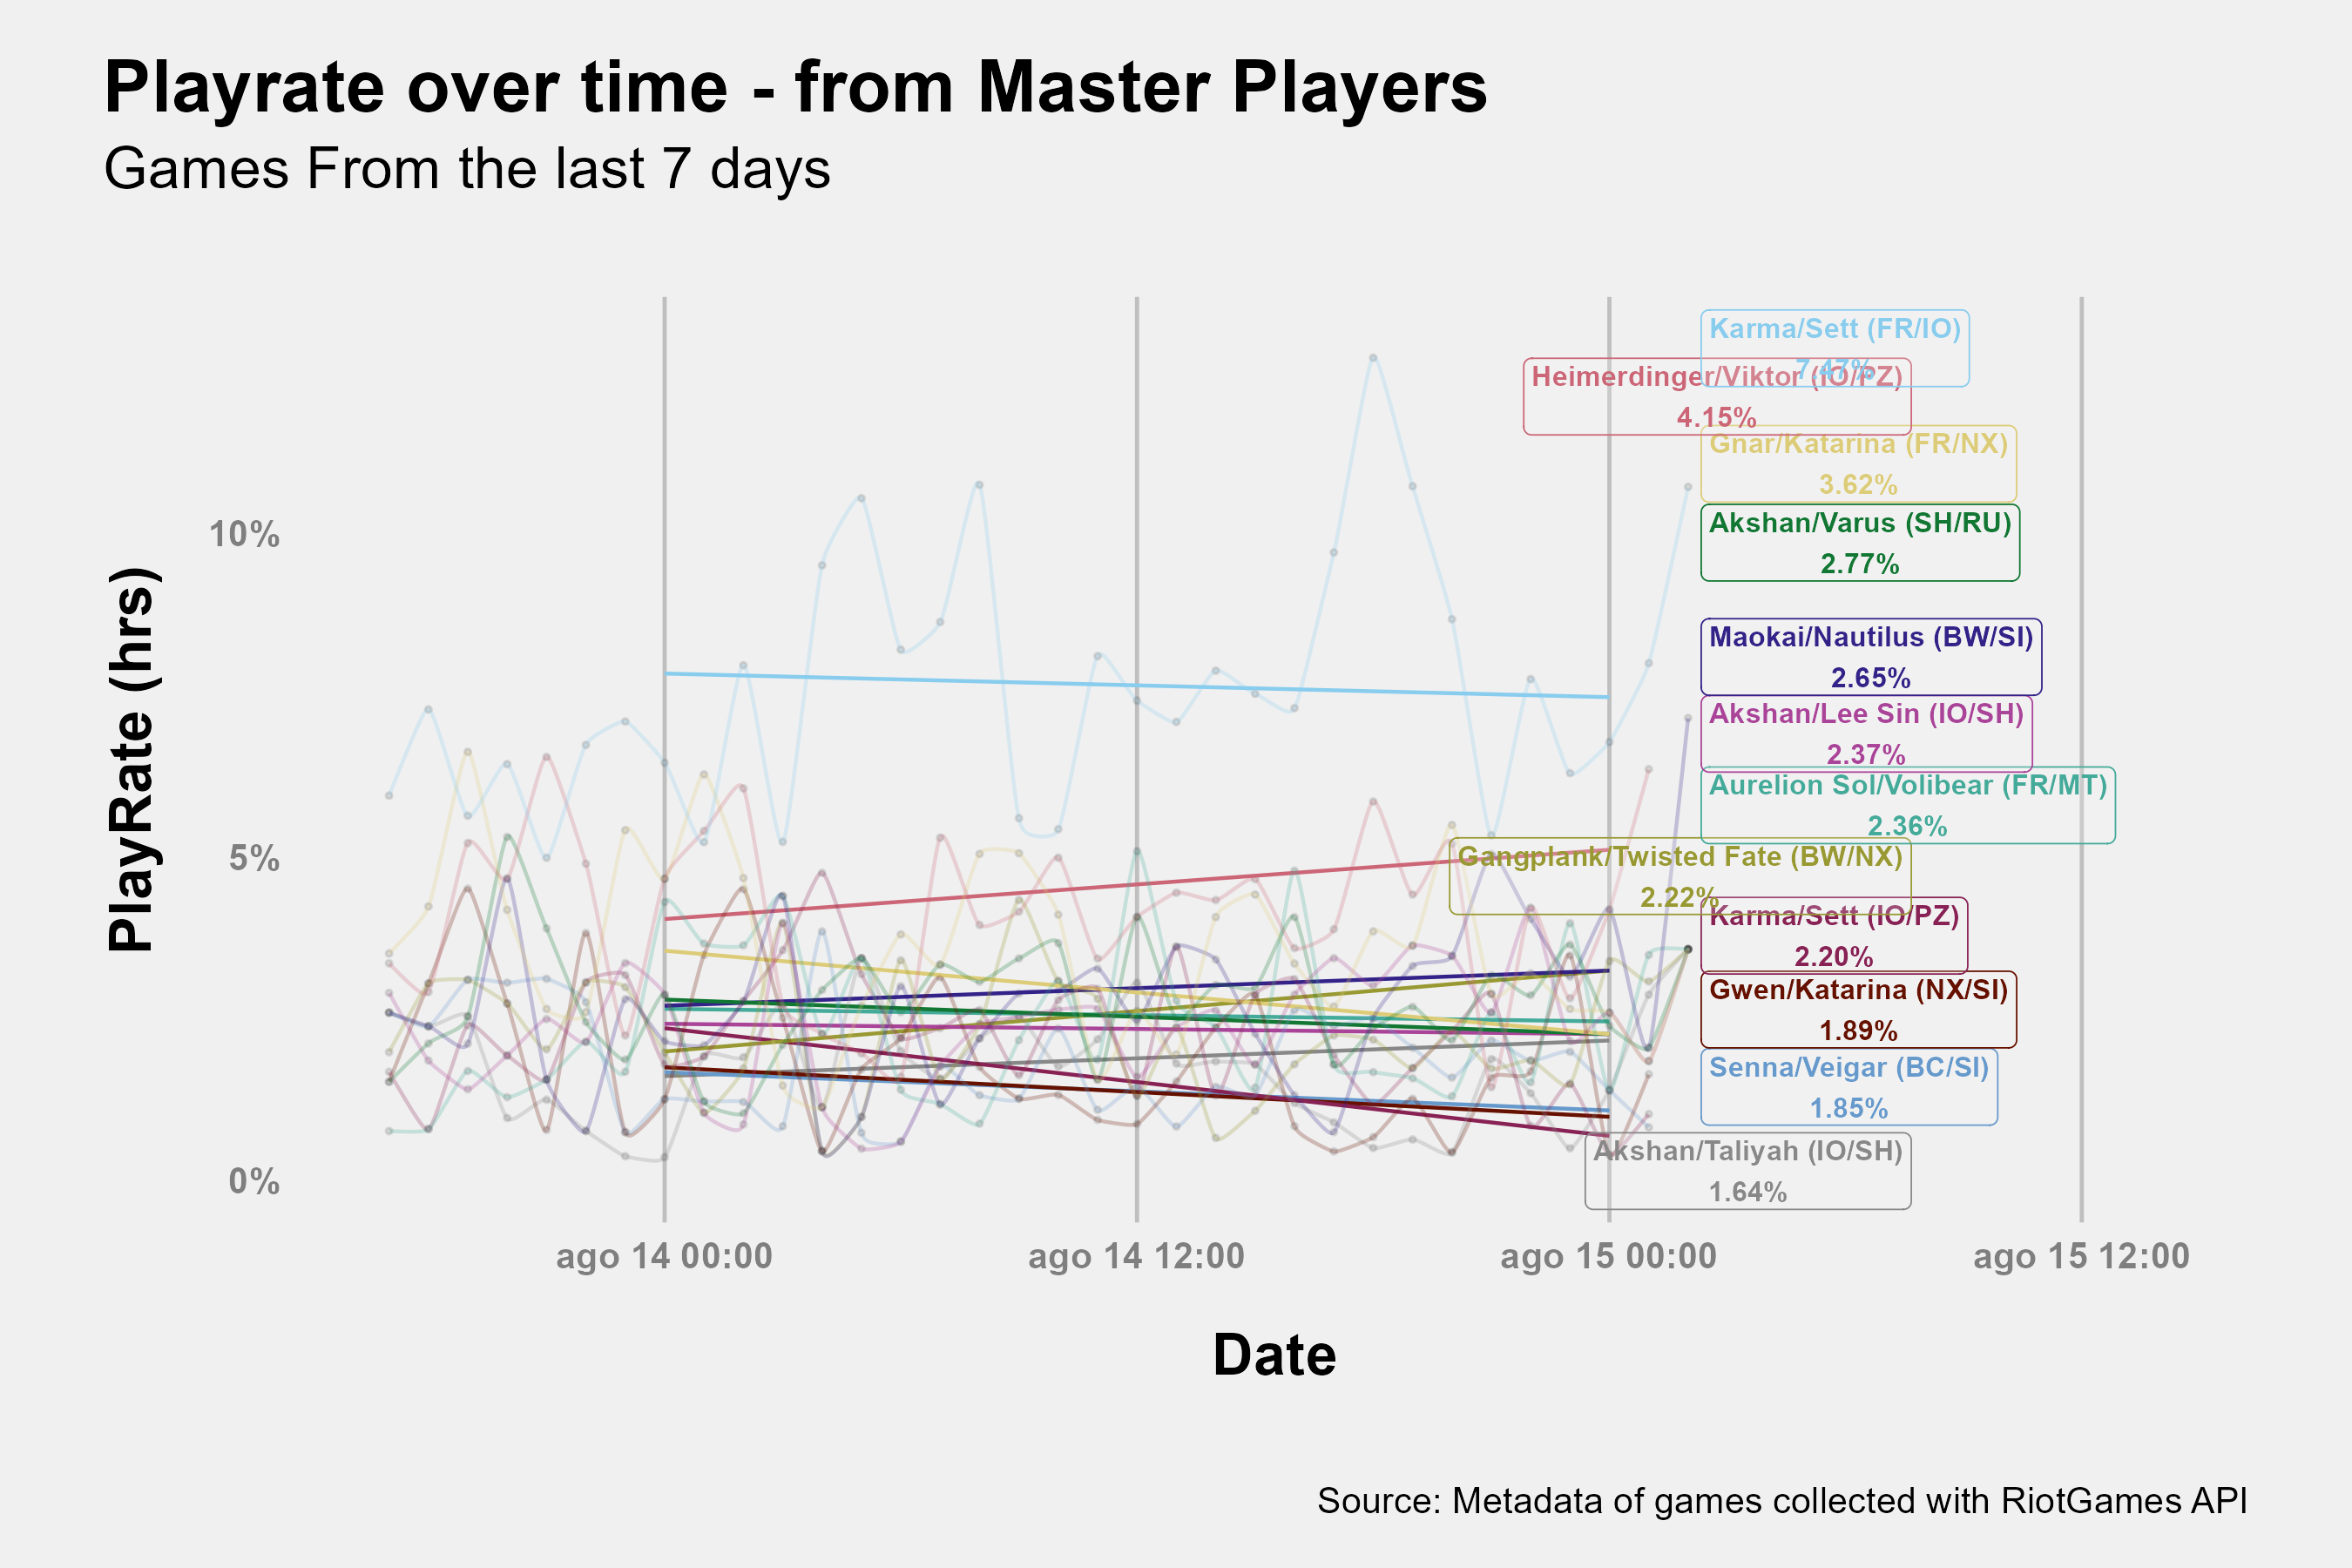 Playrate over time - from Master Players
Games From the last 7 days
PlayRate (hrs)
10%
5%
0%
Karma/Sett (FR/IO)
7.47%
Heimerdinger/Viktor (IO/PZ)
4.15%
Gnar/Katarina (FR/NX)
3.62%
Akshan/Varus (SH/RU)
2.77%
Maokai/Nautilus (BW/SI)
2.65%
Akshan/Lee Sin (IO/SH)
2.37%
Aurelion Sol/Volibear (FR/MT)
2.36%
Gangplank/Twisted Fate (BW/NX)
2.22%
Karma/Sett (IO/PZ)
2.20%
Gwen/Katarina (NX/SI)
1.89%
Senna/Veigar (BC/SI)
1.85%
Akshan/Taliyah (IO/SH)
1.64%
ago 14 00:00
ago 14 12:00
ago 15 00:00
ago 15 12:00
Date
Source: Metadata of games collected with RiotGames API